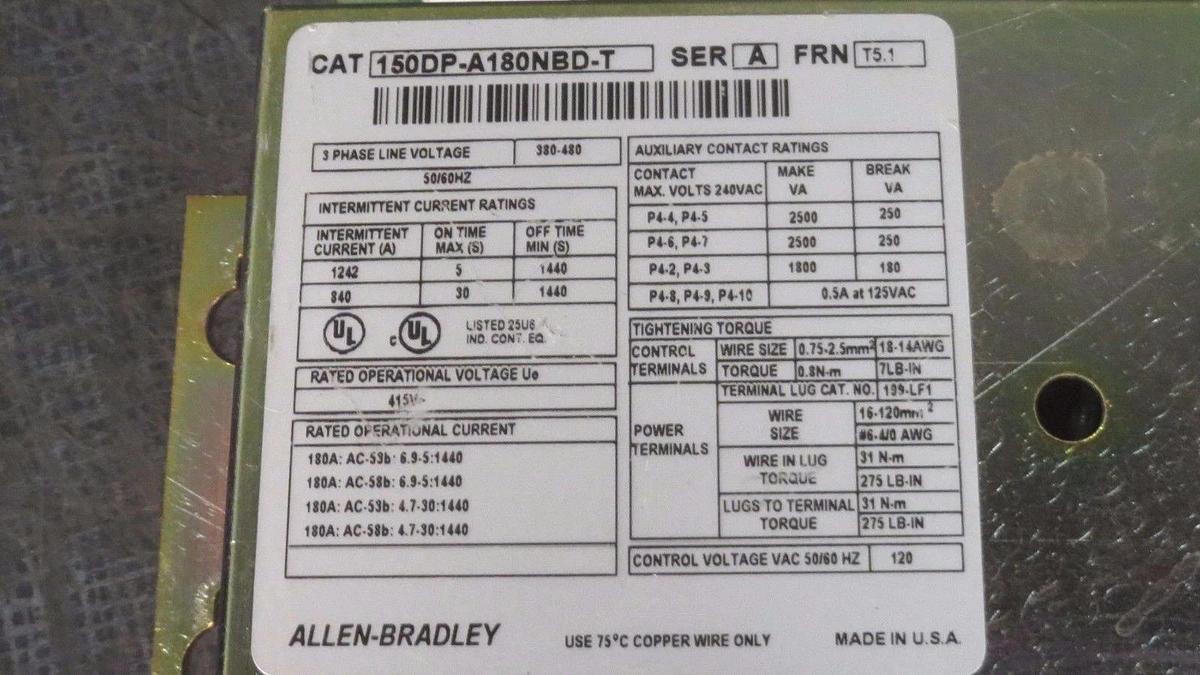 CAT 150DP-A180NBD-T SER A FRN T5.1
3 PHASE LINE VOLTAGE 380-480
50/60HZ
INTERMITTENT CURRENT RATINGS
INTERMITTENT CURRENT (A) ON TIME MAX (S) OFF TIME MIN (S)
1242 5 1440
840 30 1440
UL c UL LISTED 25U6
IND. CONT. EQ.
RATED OPERATIONAL VOLTAGE Ue
415V~
RATED OPERATIONAL CURRENT
180A: AC-53b: 6.9-5:1440
180A: AC-58b: 6.9-5:1440
180A: AC-53b: 4.7-30:1440
180A: AC-58b: 4.7-30:1440
AUXILIARY CONTACT RATINGS
CONTACT MAKE BREAK
MAX. VOLTS 240VAC VA VA
P4-4, P4-5 2500 250
P4-6, P4-7 2500 250
P4-2, P4-3 1800 180
P4-8, P4-9, P4-10 0.5A at 125VAC
TIGHTENING TORQUE
CONTROL TERMINALS WIRE SIZE 0.75-2.5mm² 18-14AWG
TORQUE 0.8N-m 7LB-IN
TERMINAL LUG CAT. NO. 199-LF1
POWER TERMINALS WIRE SIZE 16-120mm²
#6-4/0 AWG
WIRE IN LUG TORQUE 31 N-m
275 LB-IN
LUGS TO TERMINAL TORQUE 31 N-m
275 LB-IN
CONTROL VOLTAGE VAC 50/60 HZ 120
ALLEN-BRADLEY USE 75°C COPPER WIRE ONLY MADE IN U.S.A.